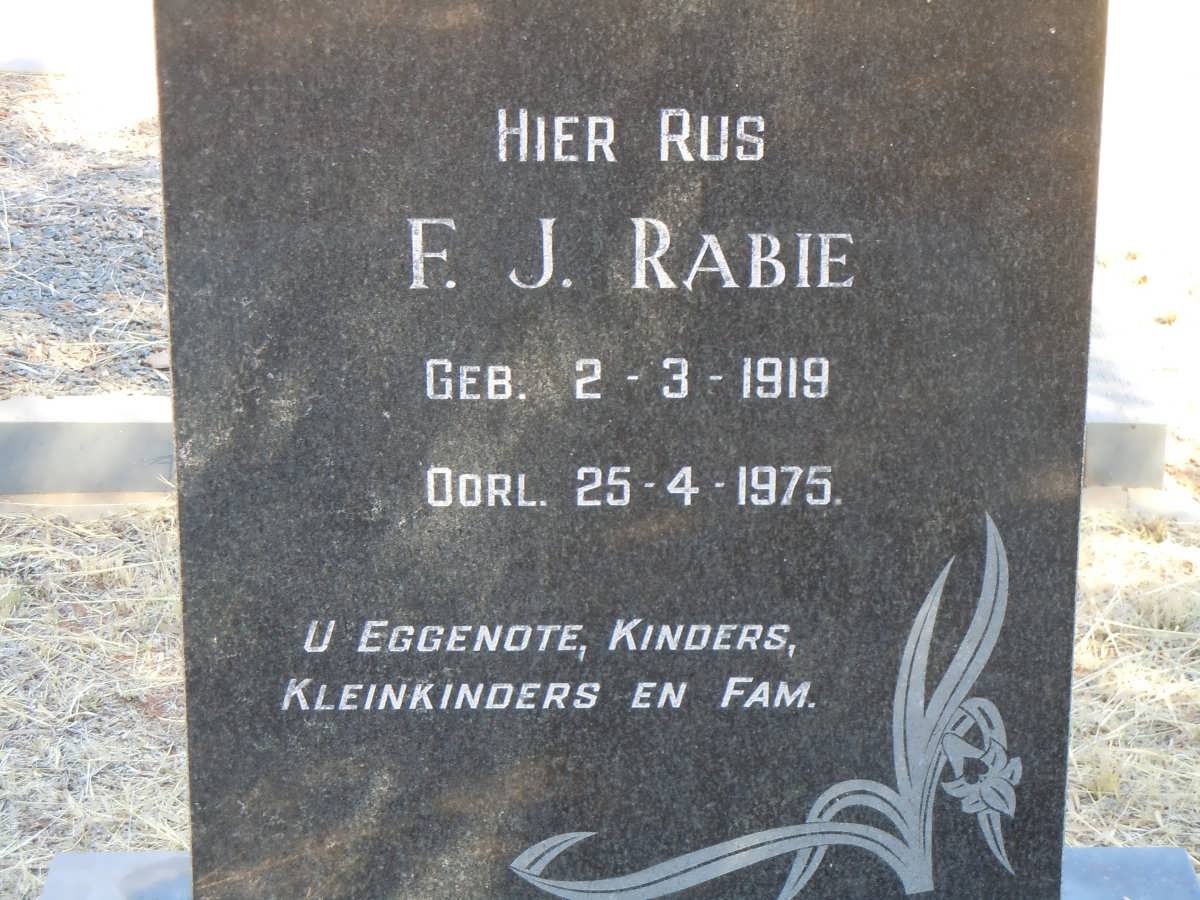 HIER RUS
F. J. RABIE
GEB. 2 - 3 - 1919
OORL. 25 - 4 - 1975.
U EGGENOTE, KINDERS,
KLEINKINDERS EN FAM.